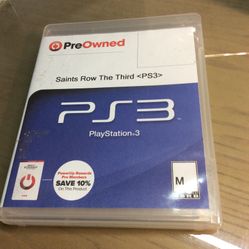 PreOwned
Saints Row The Third <PS3>
PS3
PlayStation®3
PowerUp Rewards
Pro Members
SAVE 10%
On This Product
M